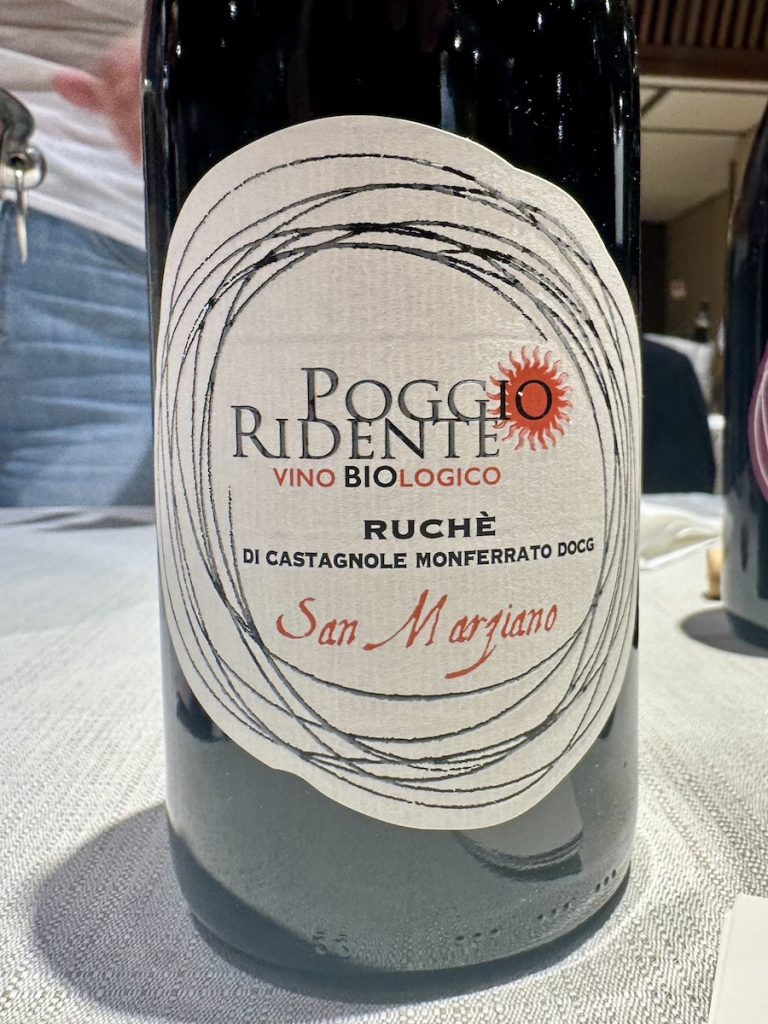 POGGIO
RIDENTE
VINO BIOLOGICO
RUCHÈ
DI CASTAGNOLE MONFERRATO DOCG
San Marziano